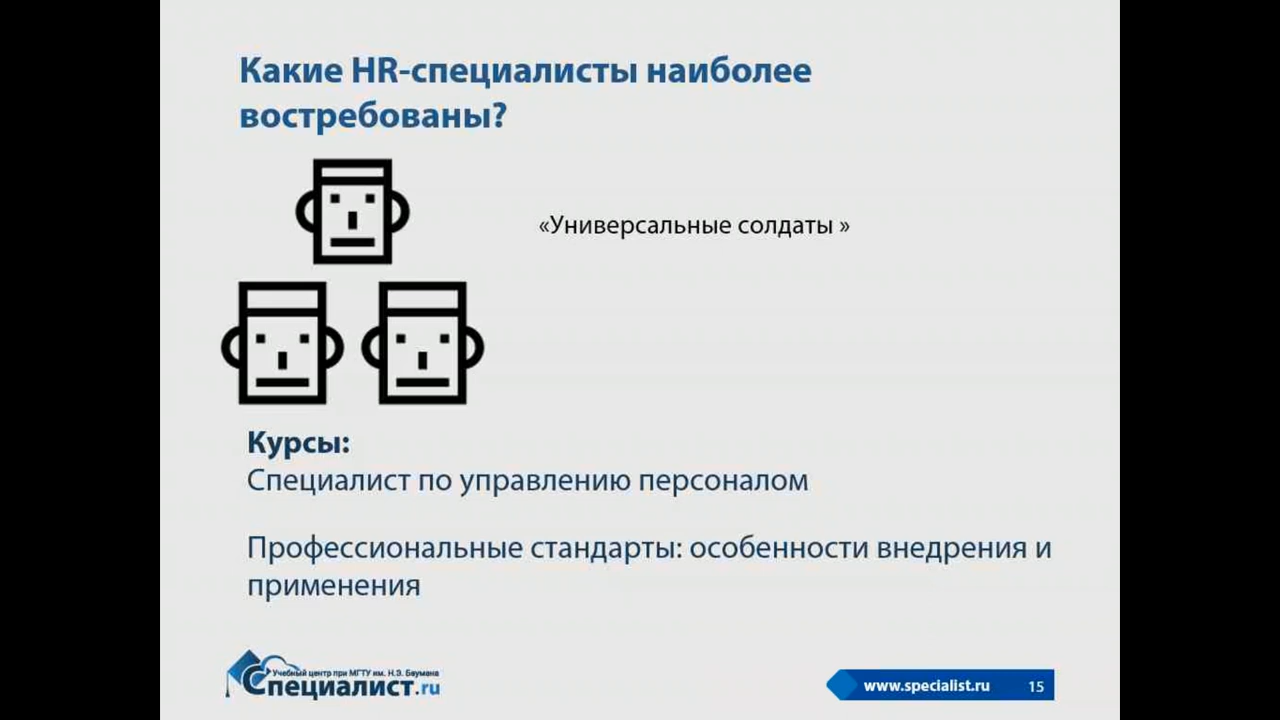 Какие HR-специалисты наиболее
востребованы?
«Универсальные солдаты »
Курсы:
Специалист по управлению персоналом
Профессиональные стандарты: особенности внедрения и
применения
Учебный центр при МГТУ им. Н.Э. Баумана
Специалист.ru
www.specialist.ru 15